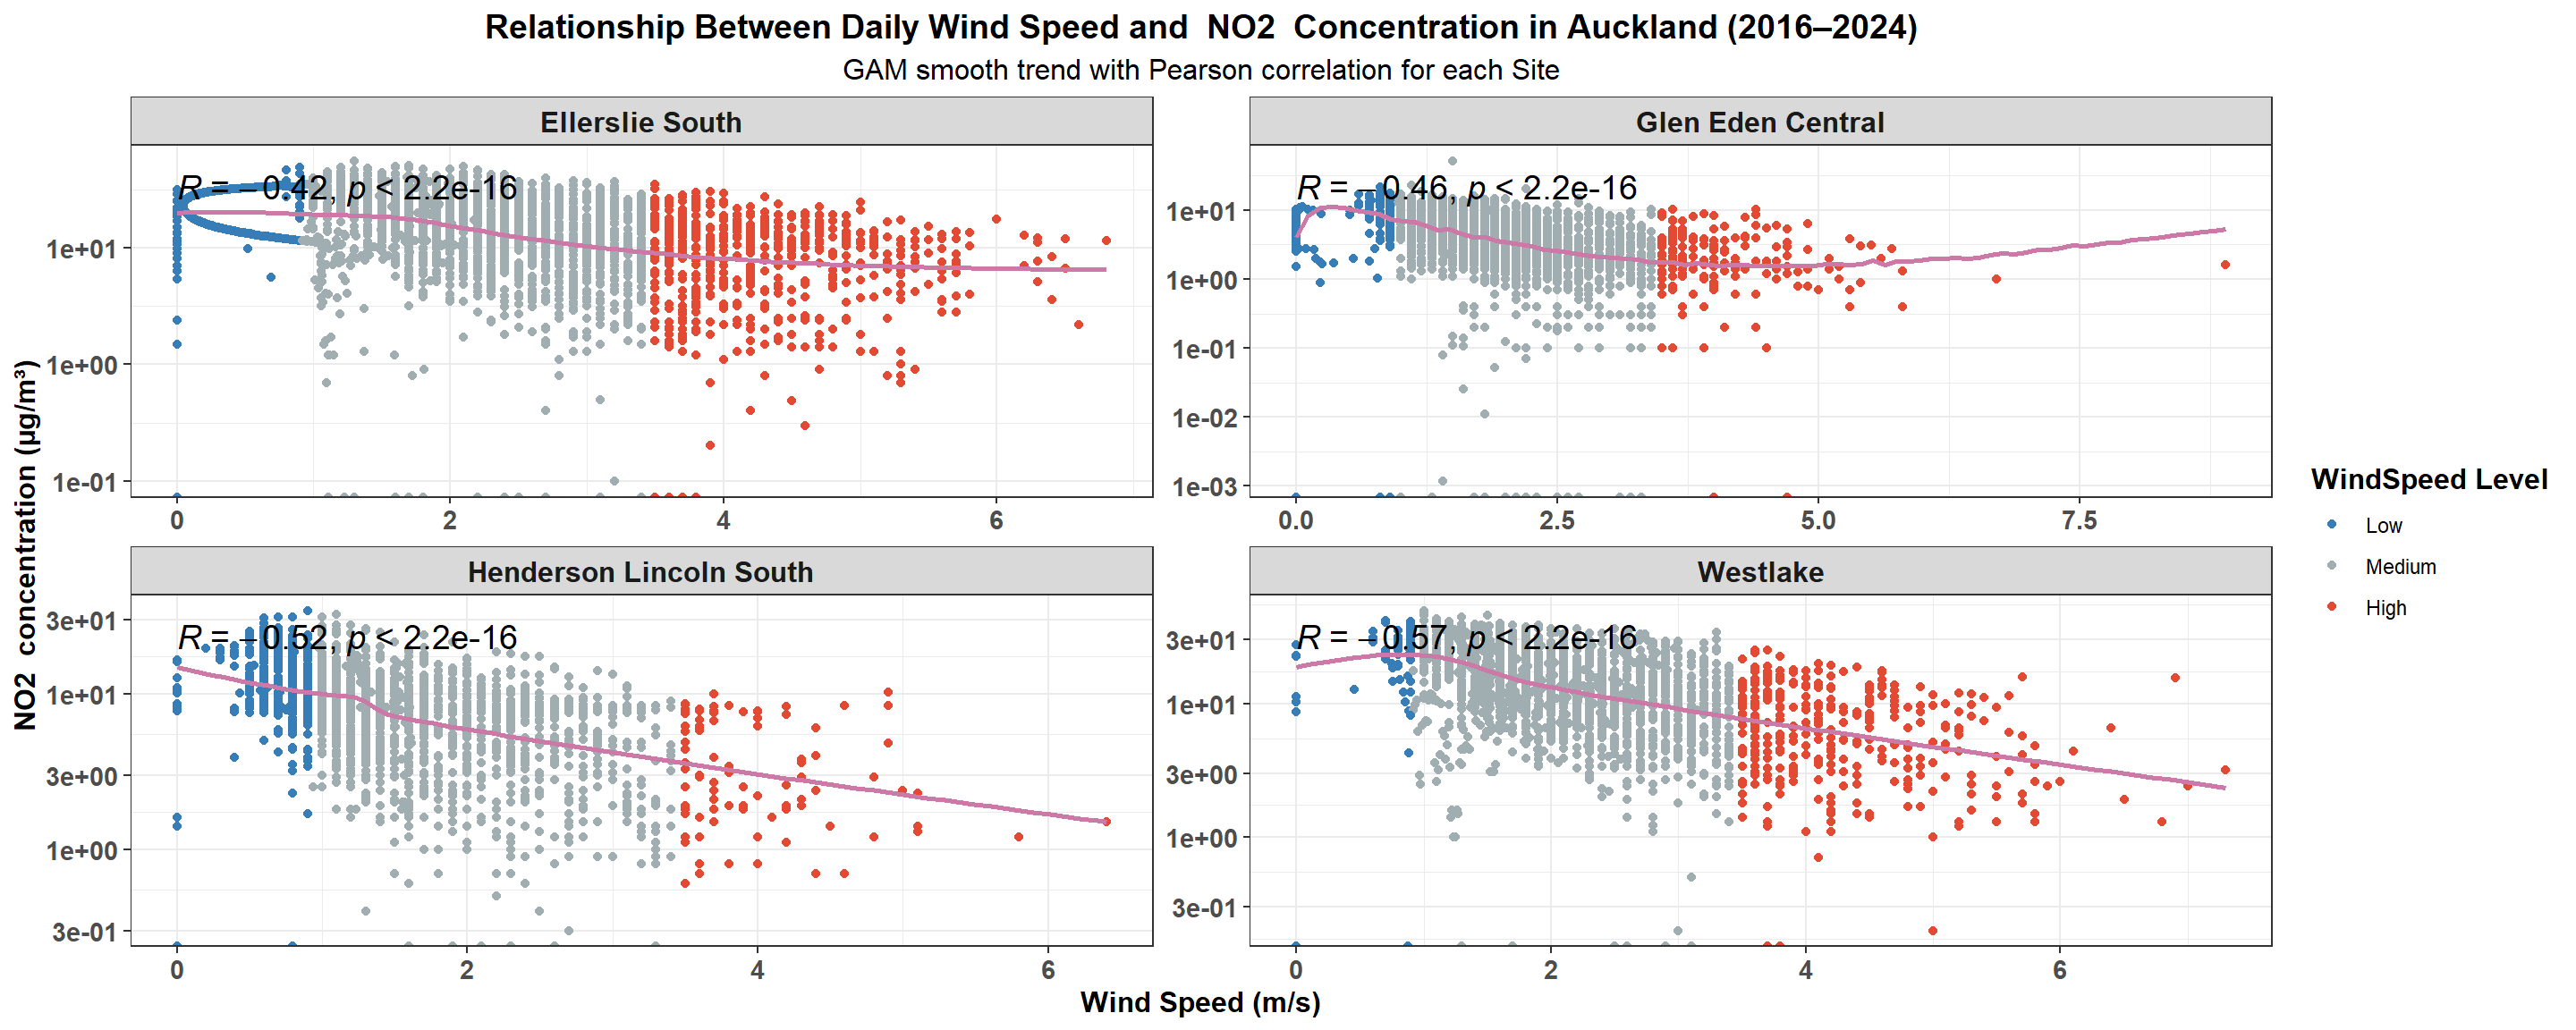 Relationship Between Daily Wind Speed and  NO2  Concentration in Auckland (2016–2024)
GAM smooth trend with Pearson correlation for each Site
NO2  concentration (µg/m³)
Ellerslie South
R = −0.42, p < 2.2e-16
1e+01
1e+00
1e-01
0 2 4 6
Glen Eden Central
R = −0.46, p < 2.2e-16
1e+01
1e+00
1e-01
1e-02
1e-03
0.0 2.5 5.0 7.5
Henderson Lincoln South
R = −0.52, p < 2.2e-16
3e+01
1e+01
3e+00
1e+00
3e-01
0 2 4 6
Westlake
R = −0.57, p < 2.2e-16
3e+01
1e+01
3e+00
1e+00
3e-01
0 2 4 6
Wind Speed (m/s)
WindSpeed Level
Low
Medium
High